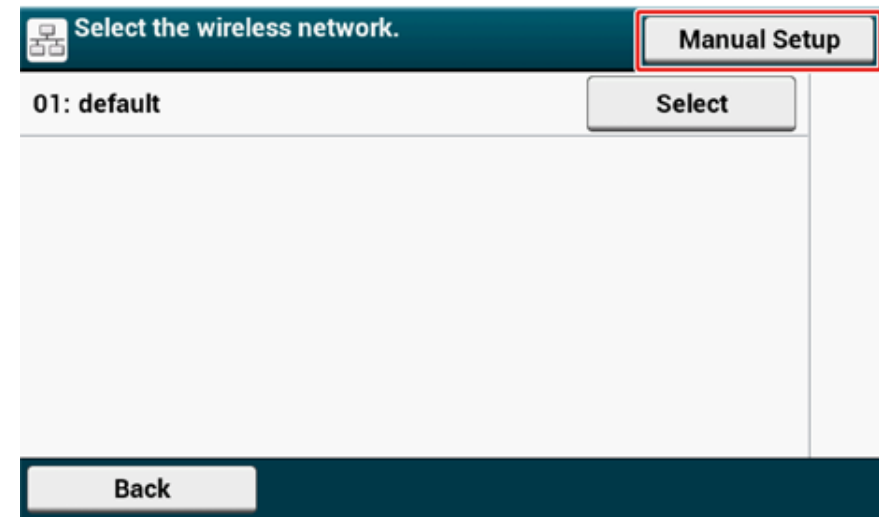 Select the wireless network.
Manual Setup
01: default
Select
Back